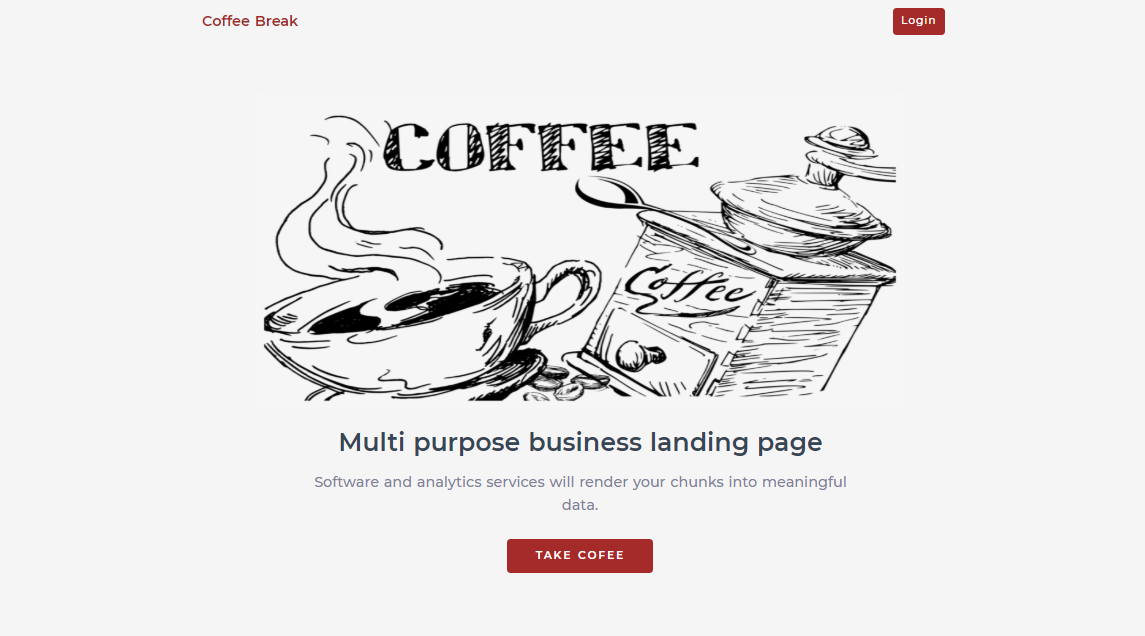 Coffee Break
Login
COFFEE
Coffee
Multi purpose business landing page
Software and analytics services will render your chunks into meaningful
data.
TAKE COFEE